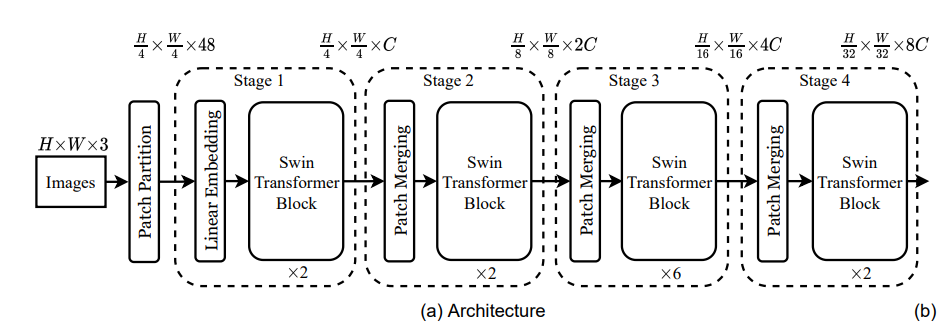 H/4 × W/4 × 48
H/4 × W/4 × C
H/8 × W/8 × 2C
H/16 × W/16 × 4C
H/32 × W/32 × 8C
Stage 1
Stage 2
Stage 3
Stage 4
H×W×3
Images
Patch Partition
Linear Embedding
Swin
Transformer
Block
×2
Patch Merging
Swin
Transformer
Block
×2
Patch Merging
Swin
Transformer
Block
×6
Patch Merging
Swin
Transformer
Block
×2
(a) Architecture
(b)